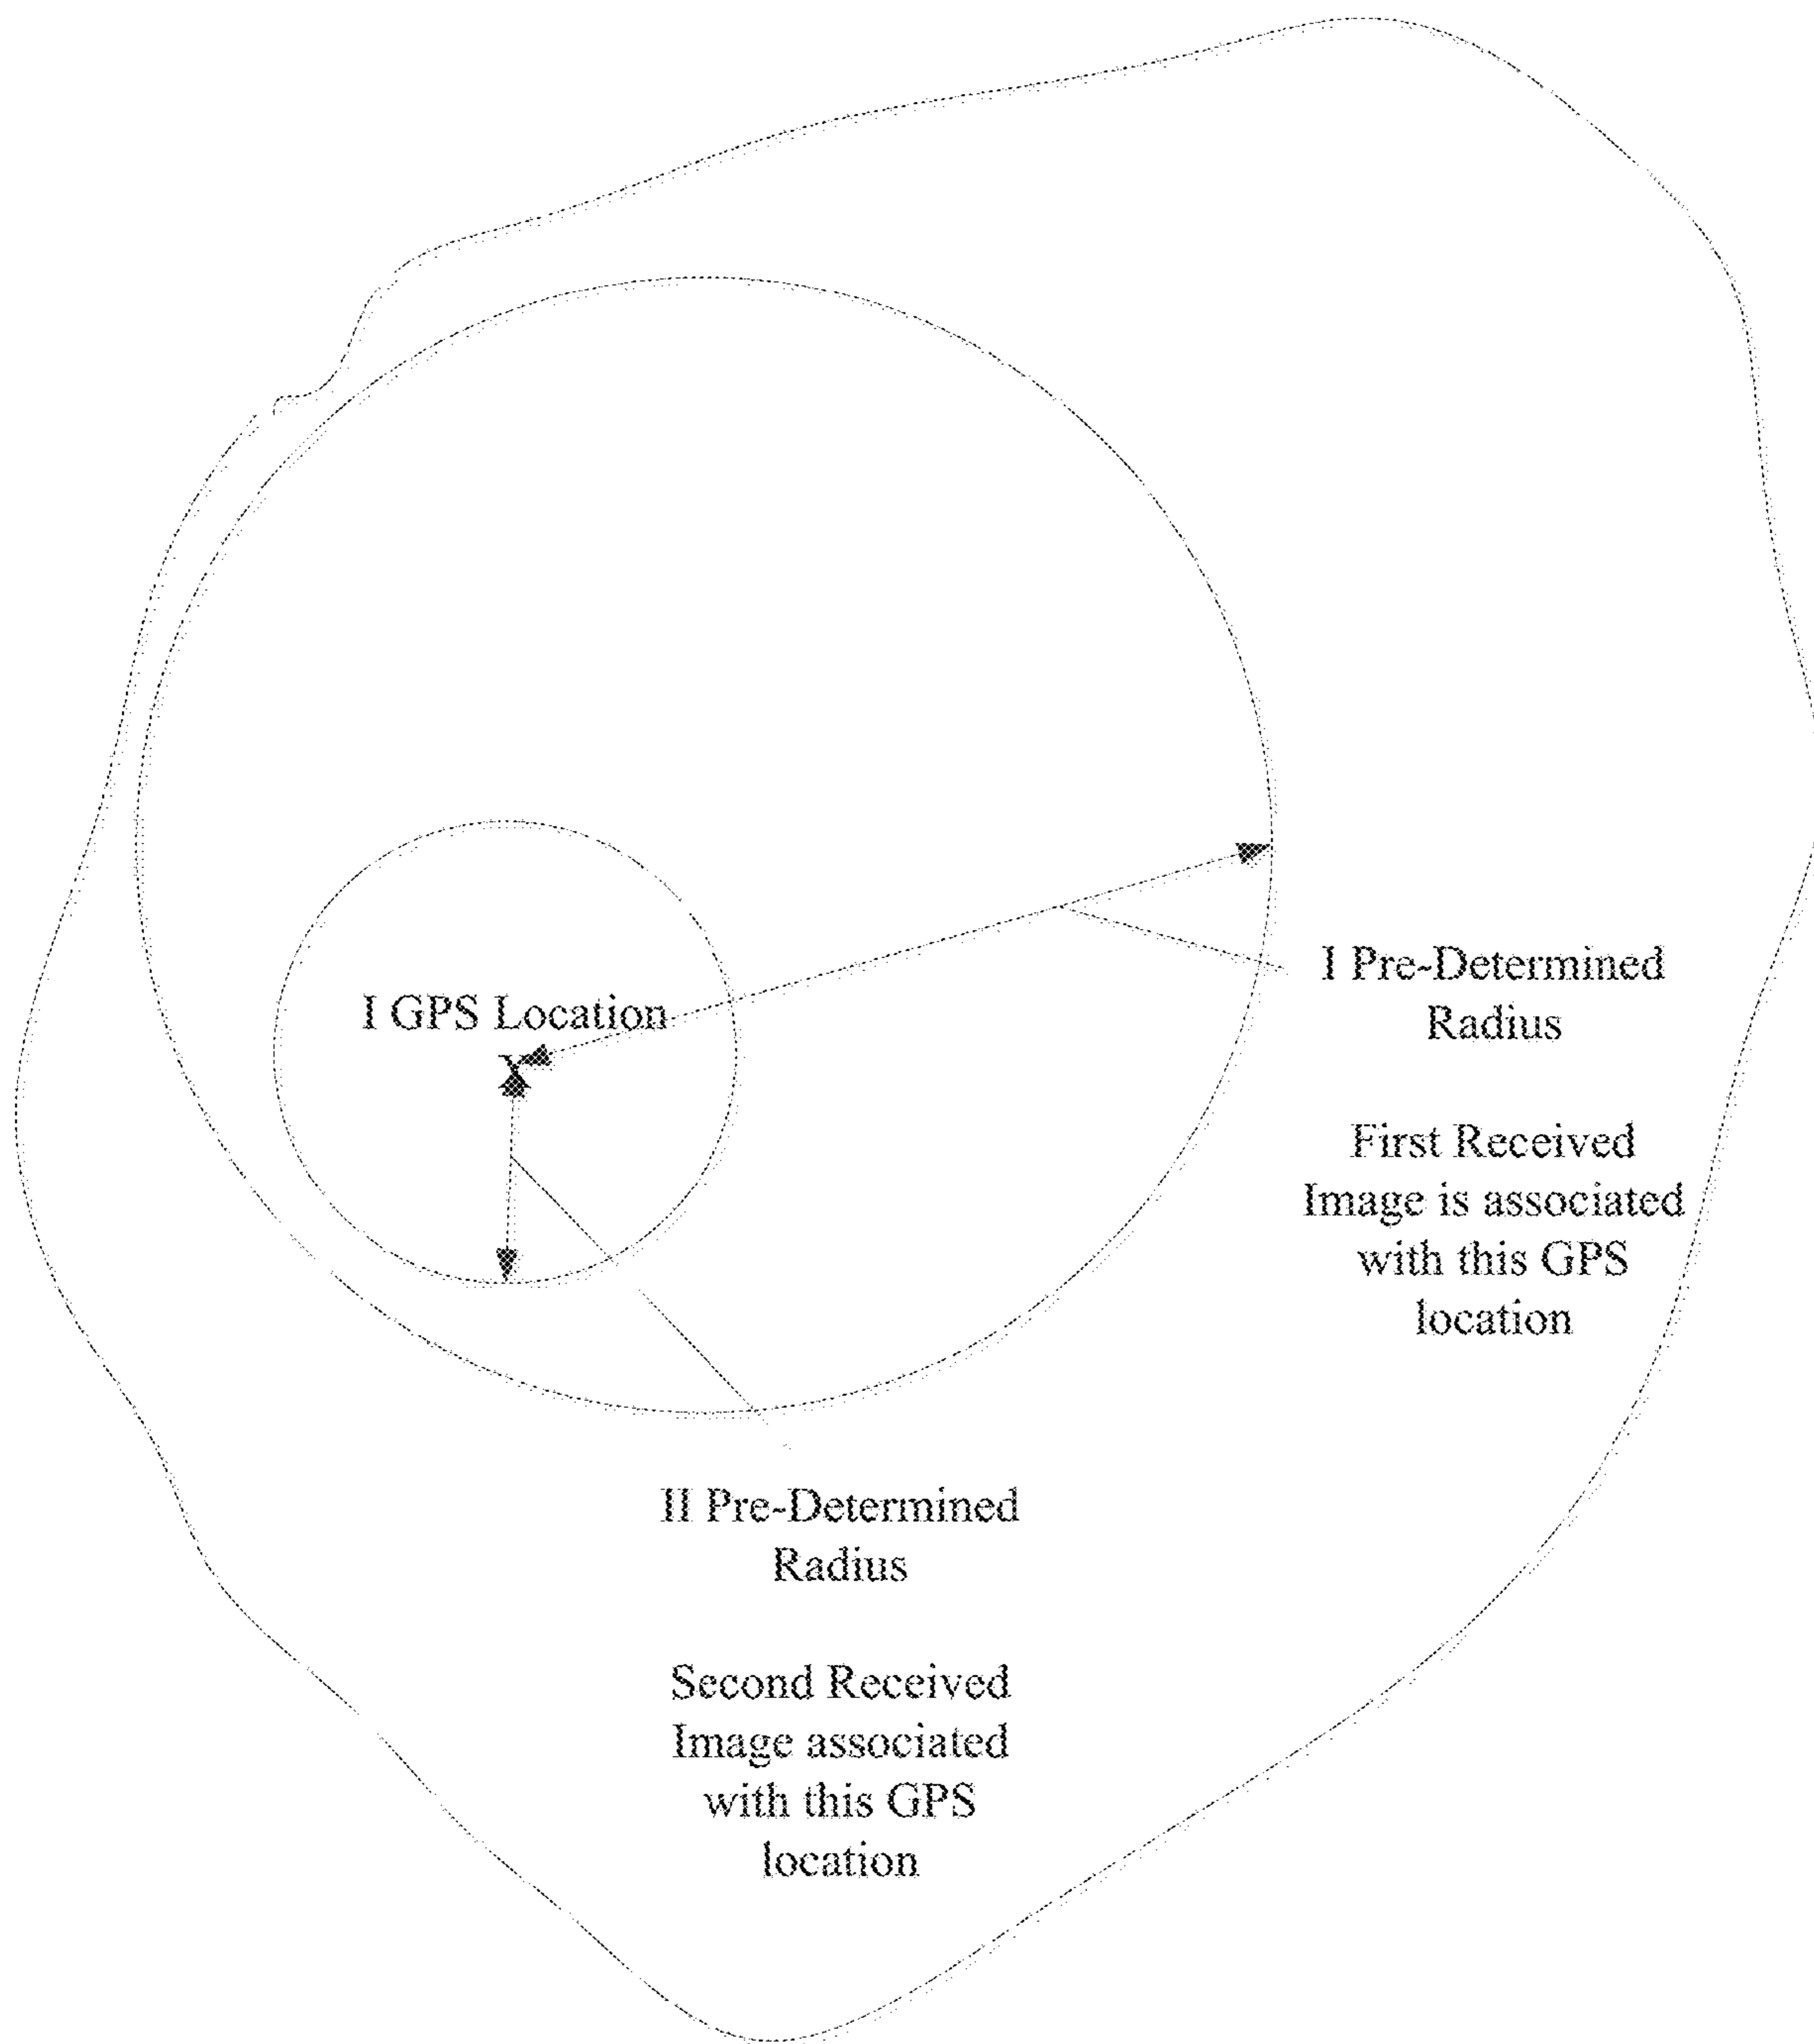 I GPS Location
X
I Pre-Determined
Radius
First Received
Image is associated
with this GPS
location
II Pre-Determined
Radius
Second Received
Image associated
with this GPS
location